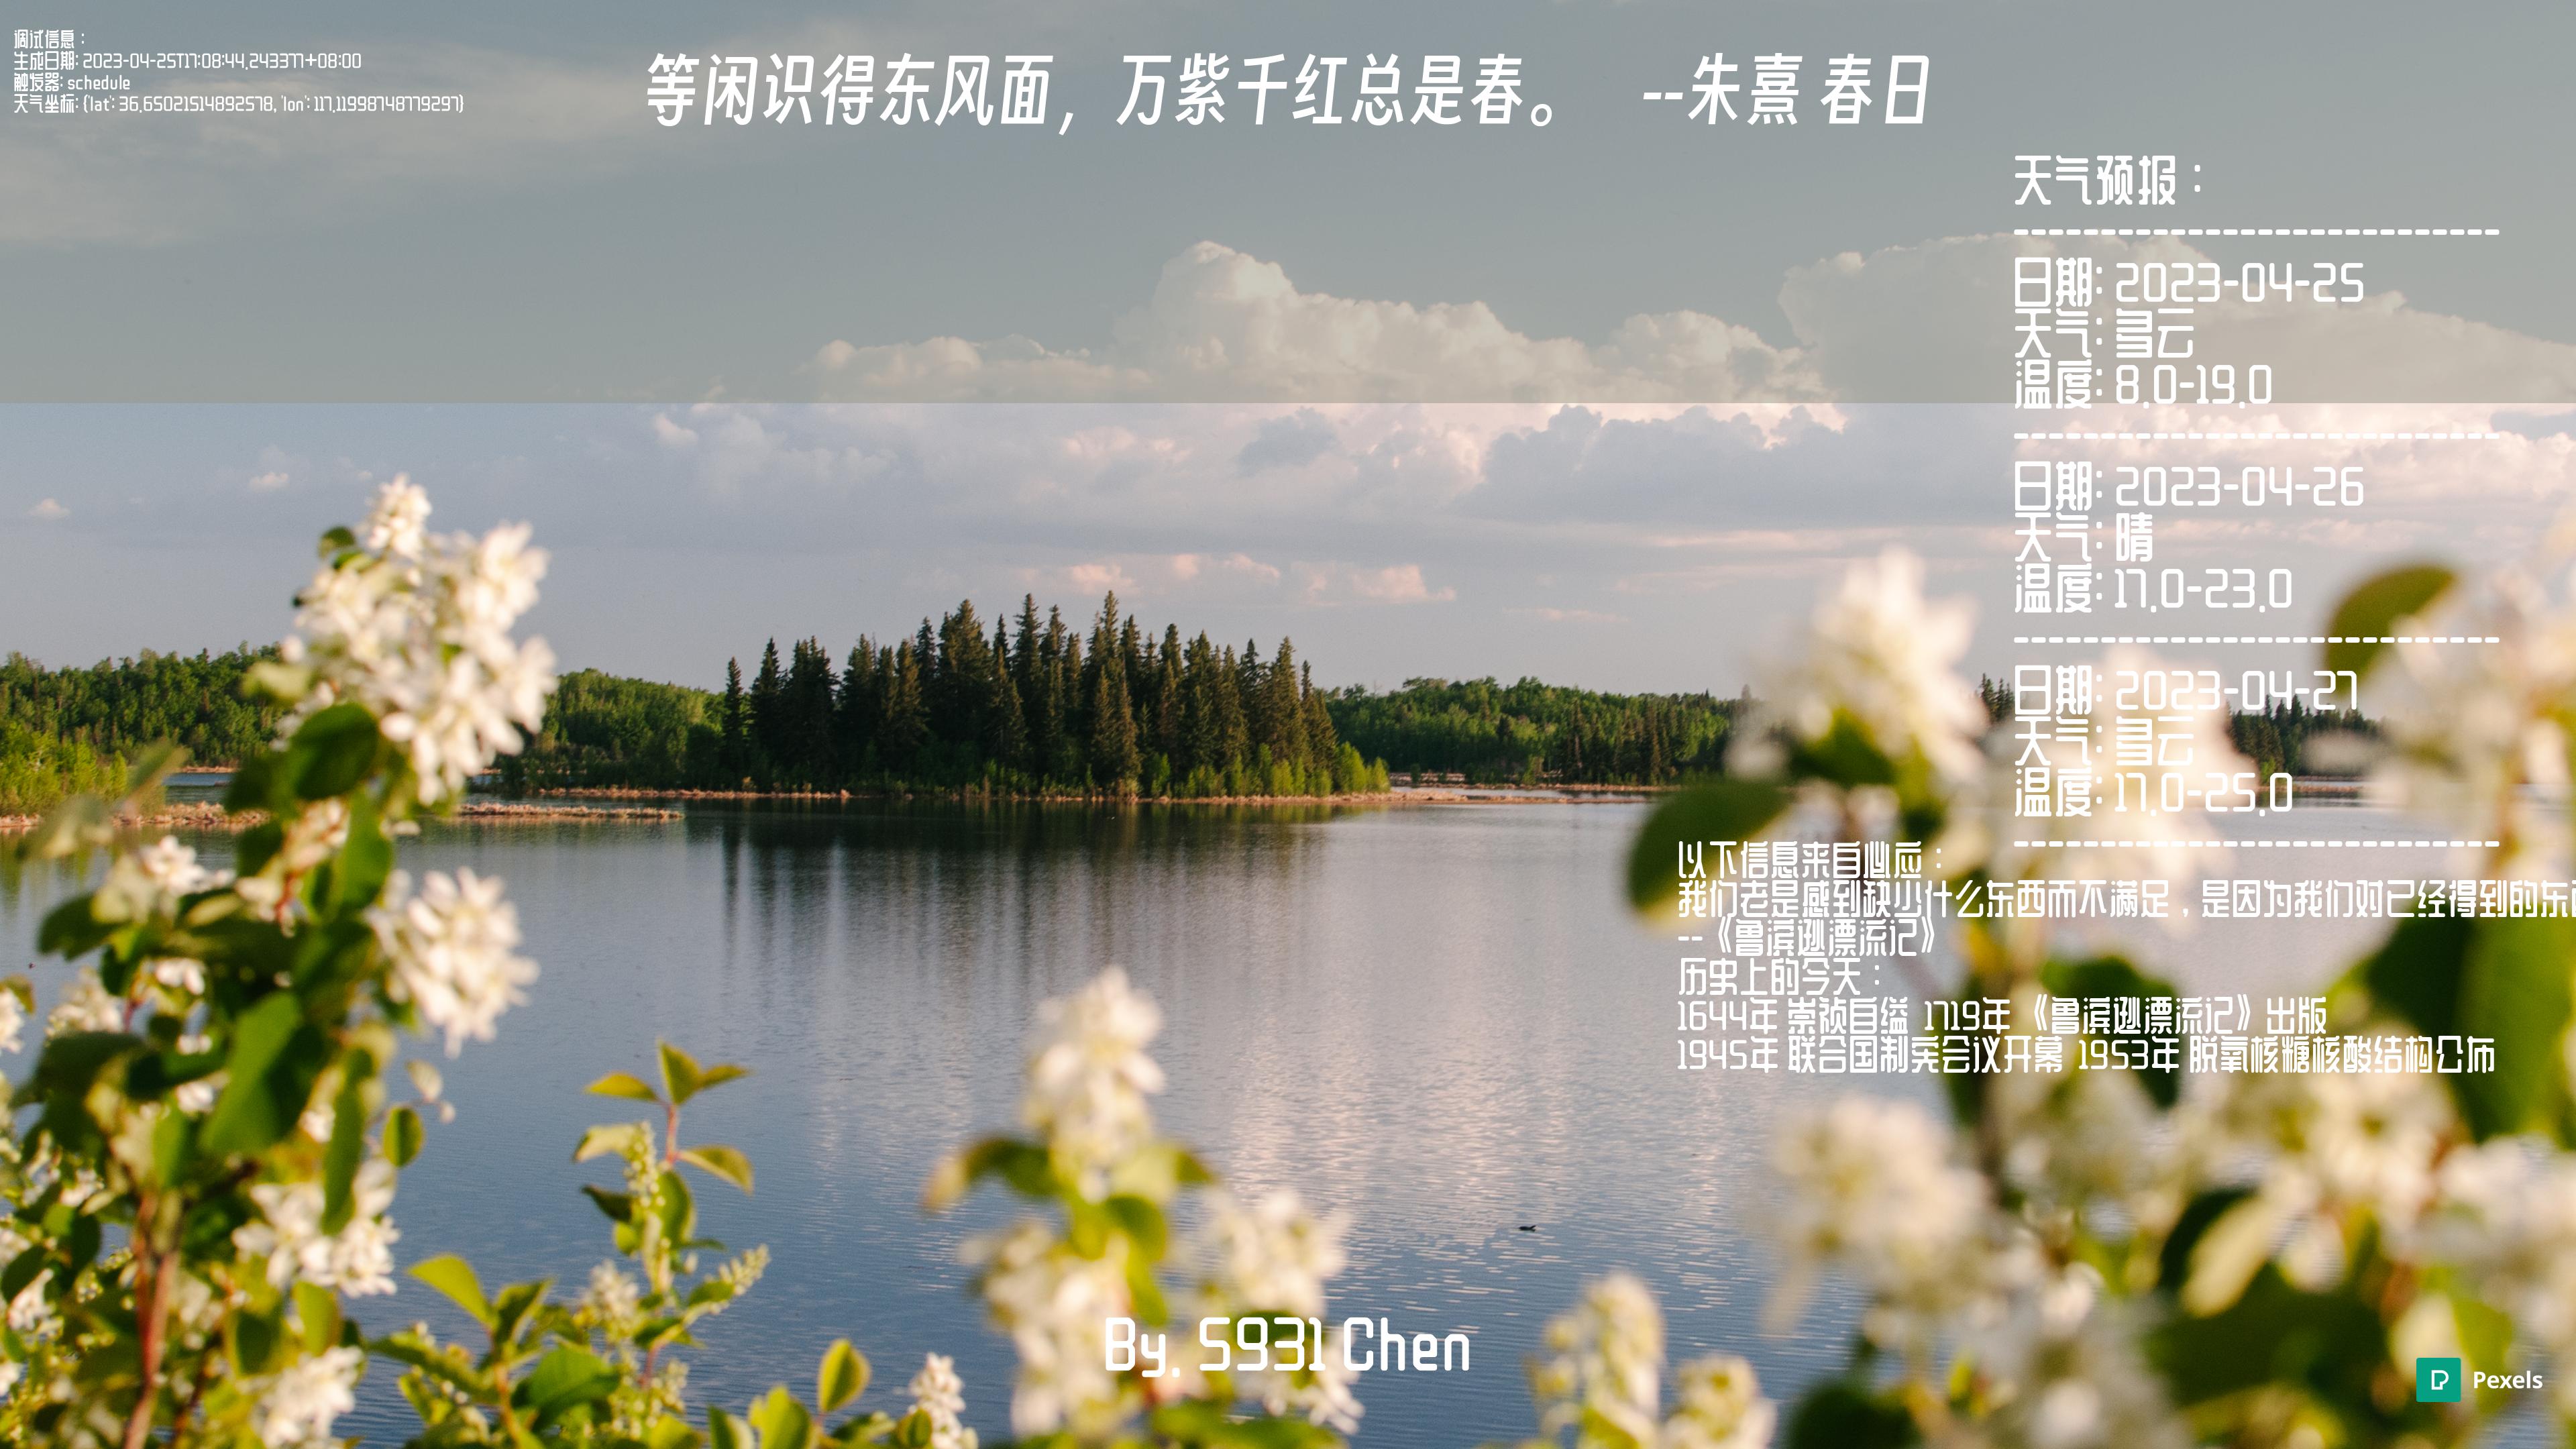 调试信息：
生成日期: 2023-04-25T17:08:44.243377+08:00
触发器: schedule
天气坐标: {'lat': 36.65021514892578, 'lon': 117.11998748779297}
等闲识得东风面，万紫千红总是春。 --朱熹 春日
天气预报：
----------------------------
日期: 2023-04-25
天气: 多云
温度: 8.0-19.0
----------------------------
日期: 2023-04-26
天气: 晴
温度: 17.0-23.0
----------------------------
日期: 2023-04-27
天气: 多云
温度: 17.0-25.0
----------------------------
以下信息来自必应：
我们老是感到缺少什么东西而不满足，是因为我们对已经得到的东
--《鲁滨逊漂流记》
历史上的今天：
1644年 崇祯自缢 1719年 《鲁滨逊漂流记》出版
1945年 联合国制宪会议开幕 1953年 脱氧核糖核酸结构公布
By. S931 Chen
Pexels